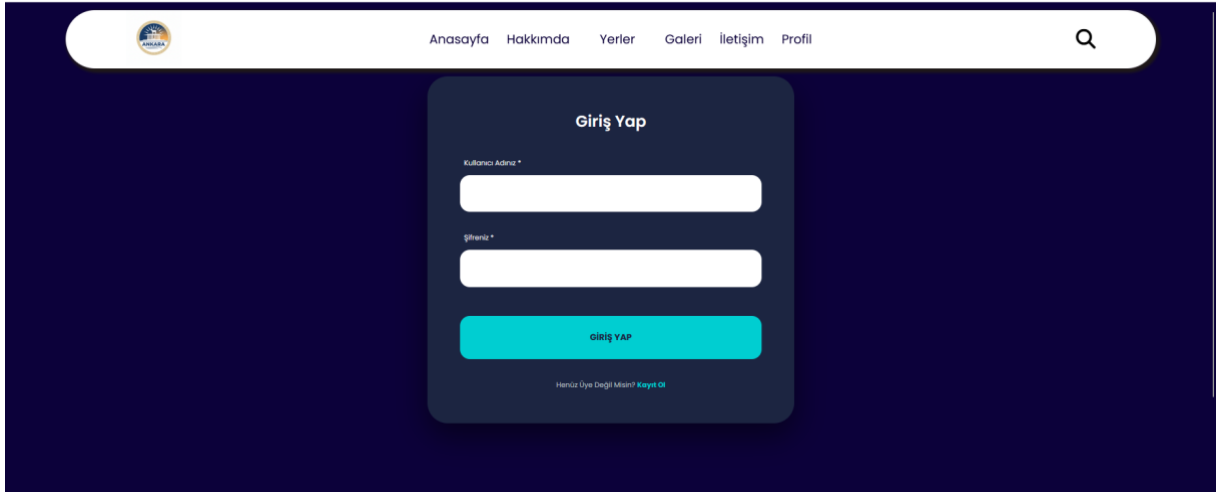 ANKARA
Anasayfa Hakkımda Yerler Galeri İletişim Profil
Giriş Yap
Kullanıcı Adınız *
Şifreniz *
GİRİŞ YAP
Henüz Üye Değil Misin? Kayıt Ol